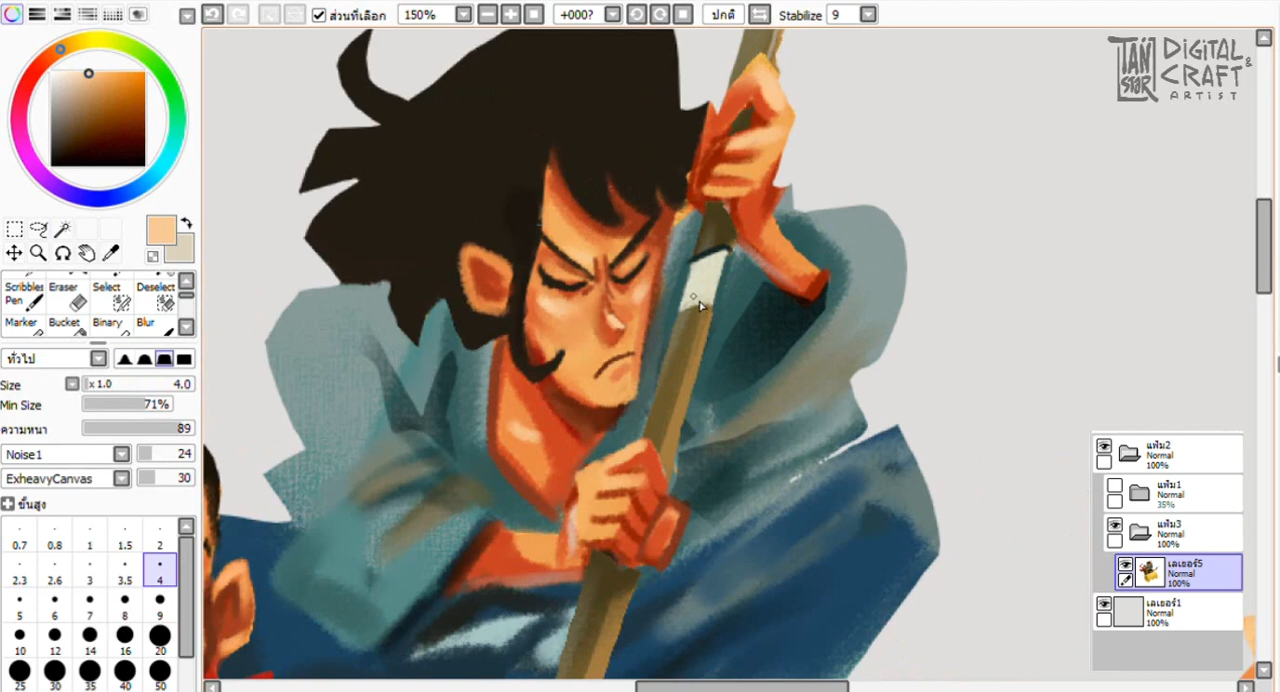 ส่วนที่เลือก
150%
+000?
ปกติ
Stabilize
9
TAN STAR
DiGiTAL & CRAFT
ARTIST
Scribbles
Eraser
Select
Deselect
Pen
Marker
Bucket
Binary
Blur
ทั่วไป
Size
x 1.0
4.0
Min Size
71%
ความหนา
89
Noise1
24
ExheavyCanvas
30
ขั้นสูง
0.7
0.8
1
1.5
2
2.3
2.6
3
3.5
4
5
6
7
8
9
10
12
14
16
20
25
30
35
40
50
แฟ้ม2
Normal
100%
แฟ้ม1
Normal
35%
แฟ้ม3
Normal
100%
เลเยอร์5
Normal
100%
เลเยอร์1
Normal
100%